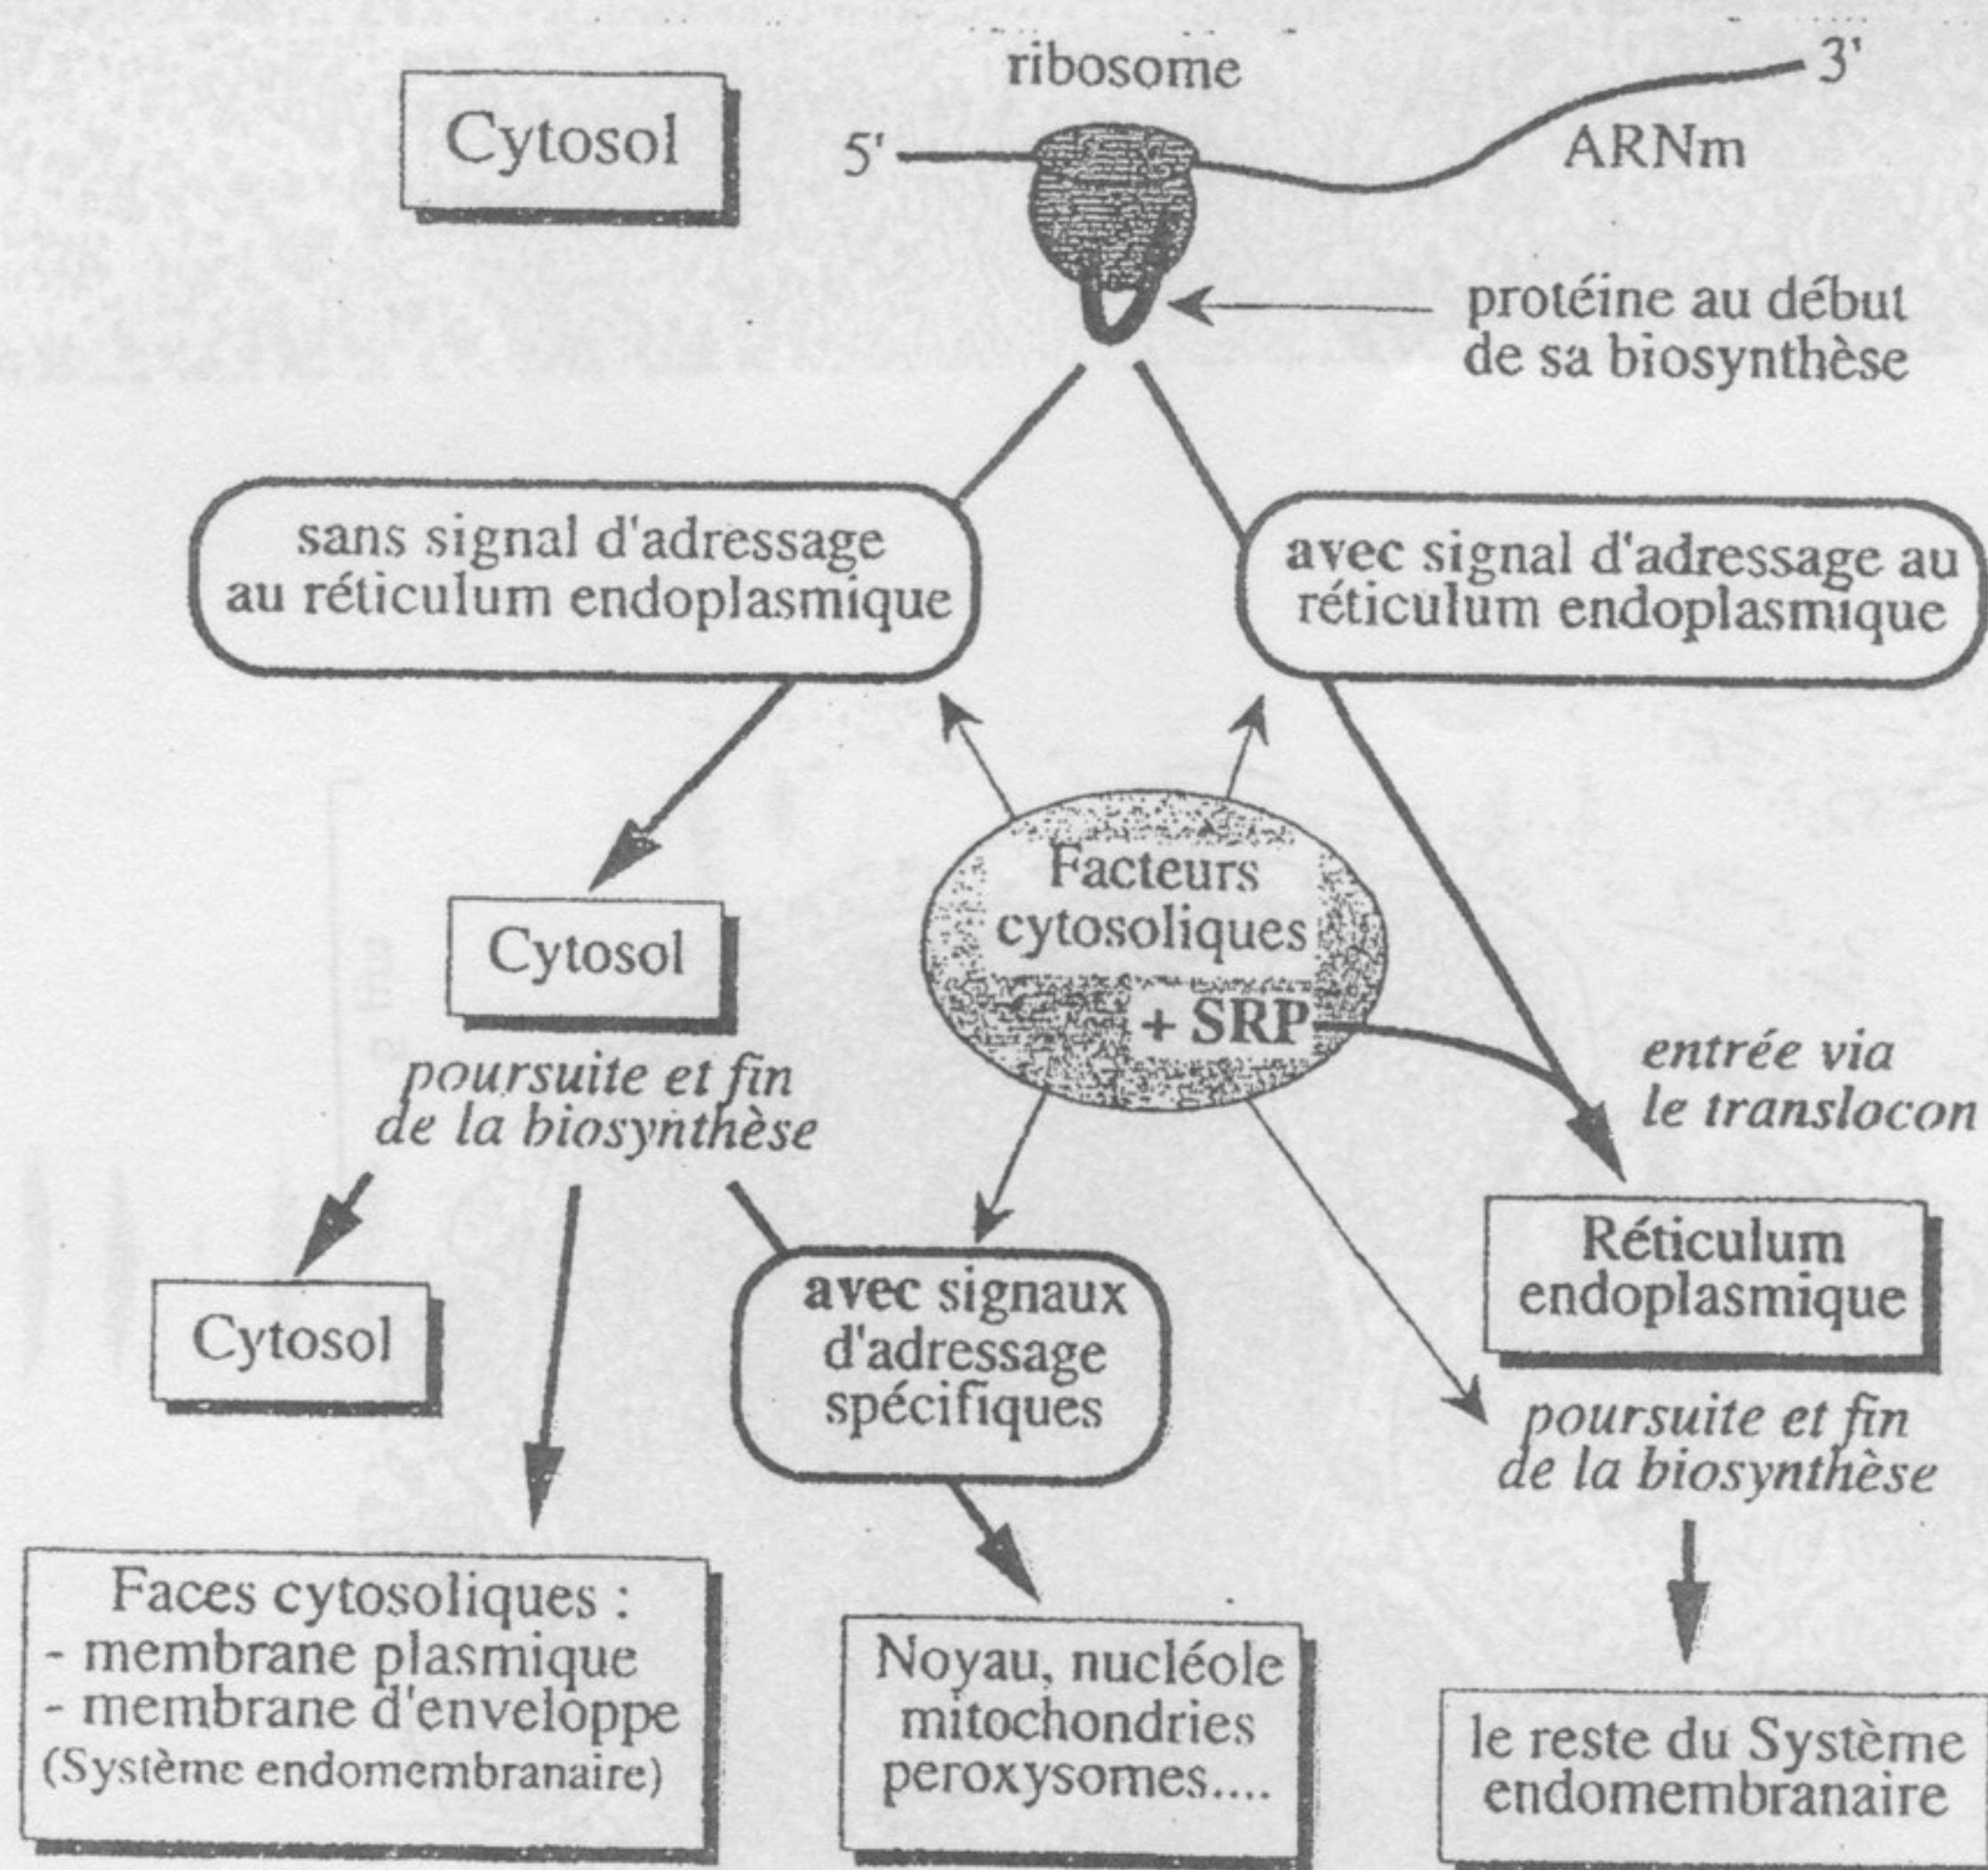 ribosome
3'
Cytosol
5'
ARNm
protéine au début
de sa biosynthèse
sans signal d'adressage
au réticulum endoplasmique
avec signal d'adressage au
réticulum endoplasmique
Facteurs
cytosoliques
+ SRP
Cytosol
poursuite et fin
de la biosynthèse
entrée via
le translocon
Réticulum
endoplasmique
Cytosol
avec signaux
d'adressage
spécifiques
poursuite et fin
de la biosynthèse
Faces cytosoliques :
- membrane plasmique
- membrane d'enveloppe
(Système endomembranaire)
Noyau, nucléole
mitochondries
peroxysomes....
le reste du Système
endomembranaire